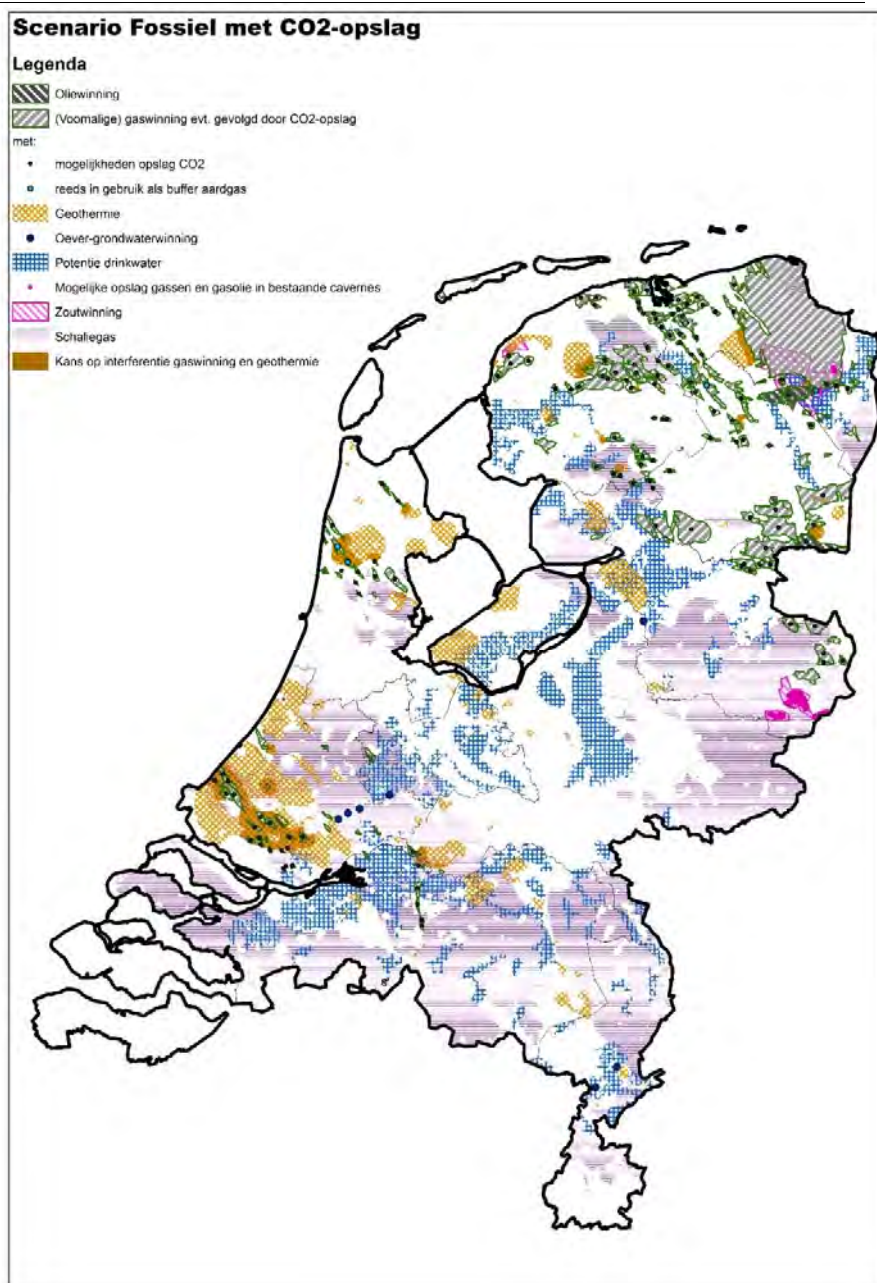 Scenario Fossiel met CO2-opslag
Legenda
Oliewinning
(Voormalige) gaswinning evt. gevolgd door CO2-opslag
met:
mogelijkheden opslag CO2
reeds in gebruik als buffer aardgas
Geothermie
Oever-grondwaterwinning
Potentie drinkwater
Mogelijke opslag gassen en gasolie in bestaande cavernes
Zoutwinning
Schaliegas
Kans op interferentie gaswinning en geothermie